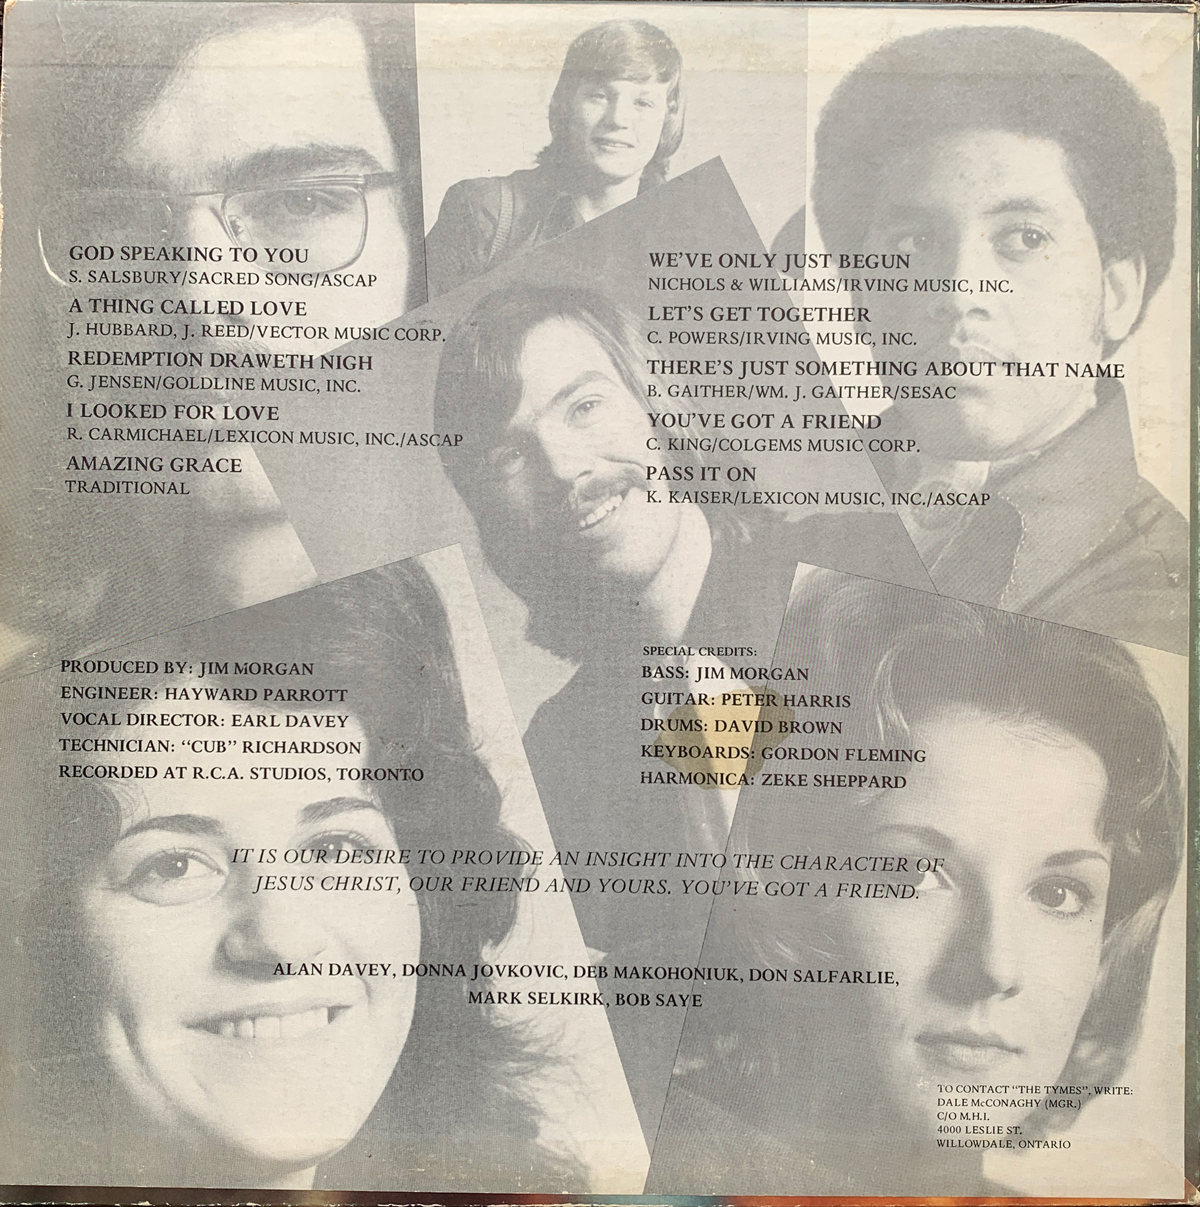 GOD SPEAKING TO YOU
S. SALSBURY/SACRED SONG/ASCAP
A THING CALLED LOVE
J. HUBBARD, J. REED/VECTOR MUSIC CORP.
REDEMPTION DRAWETH NIGH
G. JENSEN/GOLDLINE MUSIC, INC.
I LOOKED FOR LOVE
R. CARMICHAEL/LEXICON MUSIC, INC./ASCAP
AMAZING GRACE
TRADITIONAL
WE'VE ONLY JUST BEGUN
NICHOLS & WILLIAMS/IRVING MUSIC, INC.
LET'S GET TOGETHER
C. POWERS/IRVING MUSIC, INC.
THERE'S JUST SOMETHING ABOUT THAT NAME
B. GAITHER/WM. J. GAITHER/SESAC
YOU'VE GOT A FRIEND
C. KING/COLGEMS MUSIC CORP.
PASS IT ON
K. KAISER/LEXICON MUSIC, INC./ASCAP
PRODUCED BY: JIM MORGAN
ENGINEER: HAYWARD PARROTT
VOCAL DIRECTOR: EARL DAVEY
TECHNICIAN: "CUB" RICHARDSON
RECORDED AT R.C.A. STUDIOS, TORONTO
SPECIAL CREDITS:
BASS: JIM MORGAN
GUITAR: PETER HARRIS
DRUMS: DAVID BROWN
KEYBOARDS: GORDON FLEMING
HARMONICA: ZEKE SHEPPARD
IT IS OUR DESIRE TO PROVIDE AN INSIGHT INTO THE CHARACTER OF
JESUS CHRIST, OUR FRIEND AND YOURS. YOU'VE GOT A FRIEND.
ALAN DAVEY, DONNA JOVKOVIC, DEB MAKOHONIUK, DON SALFARLIE,
MARK SELKIRK, BOB SAYE
TO CONTACT "THE TYMES", WRITE:
DALE McCONAGHY (MGR.)
C/O M.H.I.
4000 LESLIE ST.
WILLOWDALE, ONTARIO